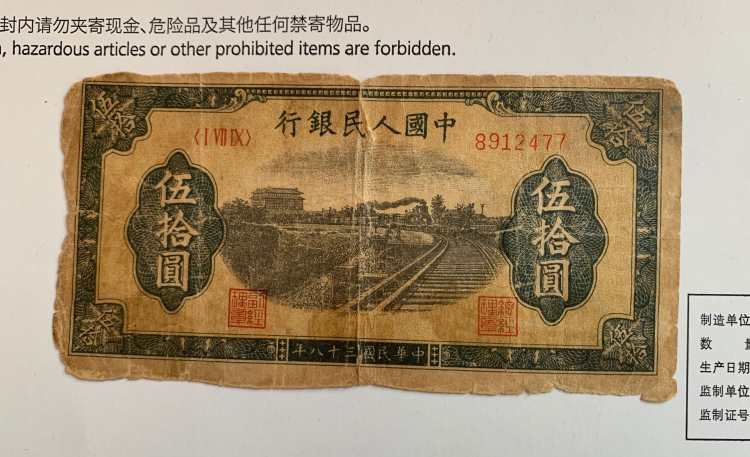 封内请勿夹寄现金、危险品及其他任何禁寄物品。
, hazardous articles or other prohibited items are forbidden.
伍拾
伍拾
行銀民人國中
〈I VII IX〉
8912477
伍拾圓
伍拾圓
年八十三國民華中
伍拾
伍拾
制造单位
数
生产日期
监制单位
监制证号